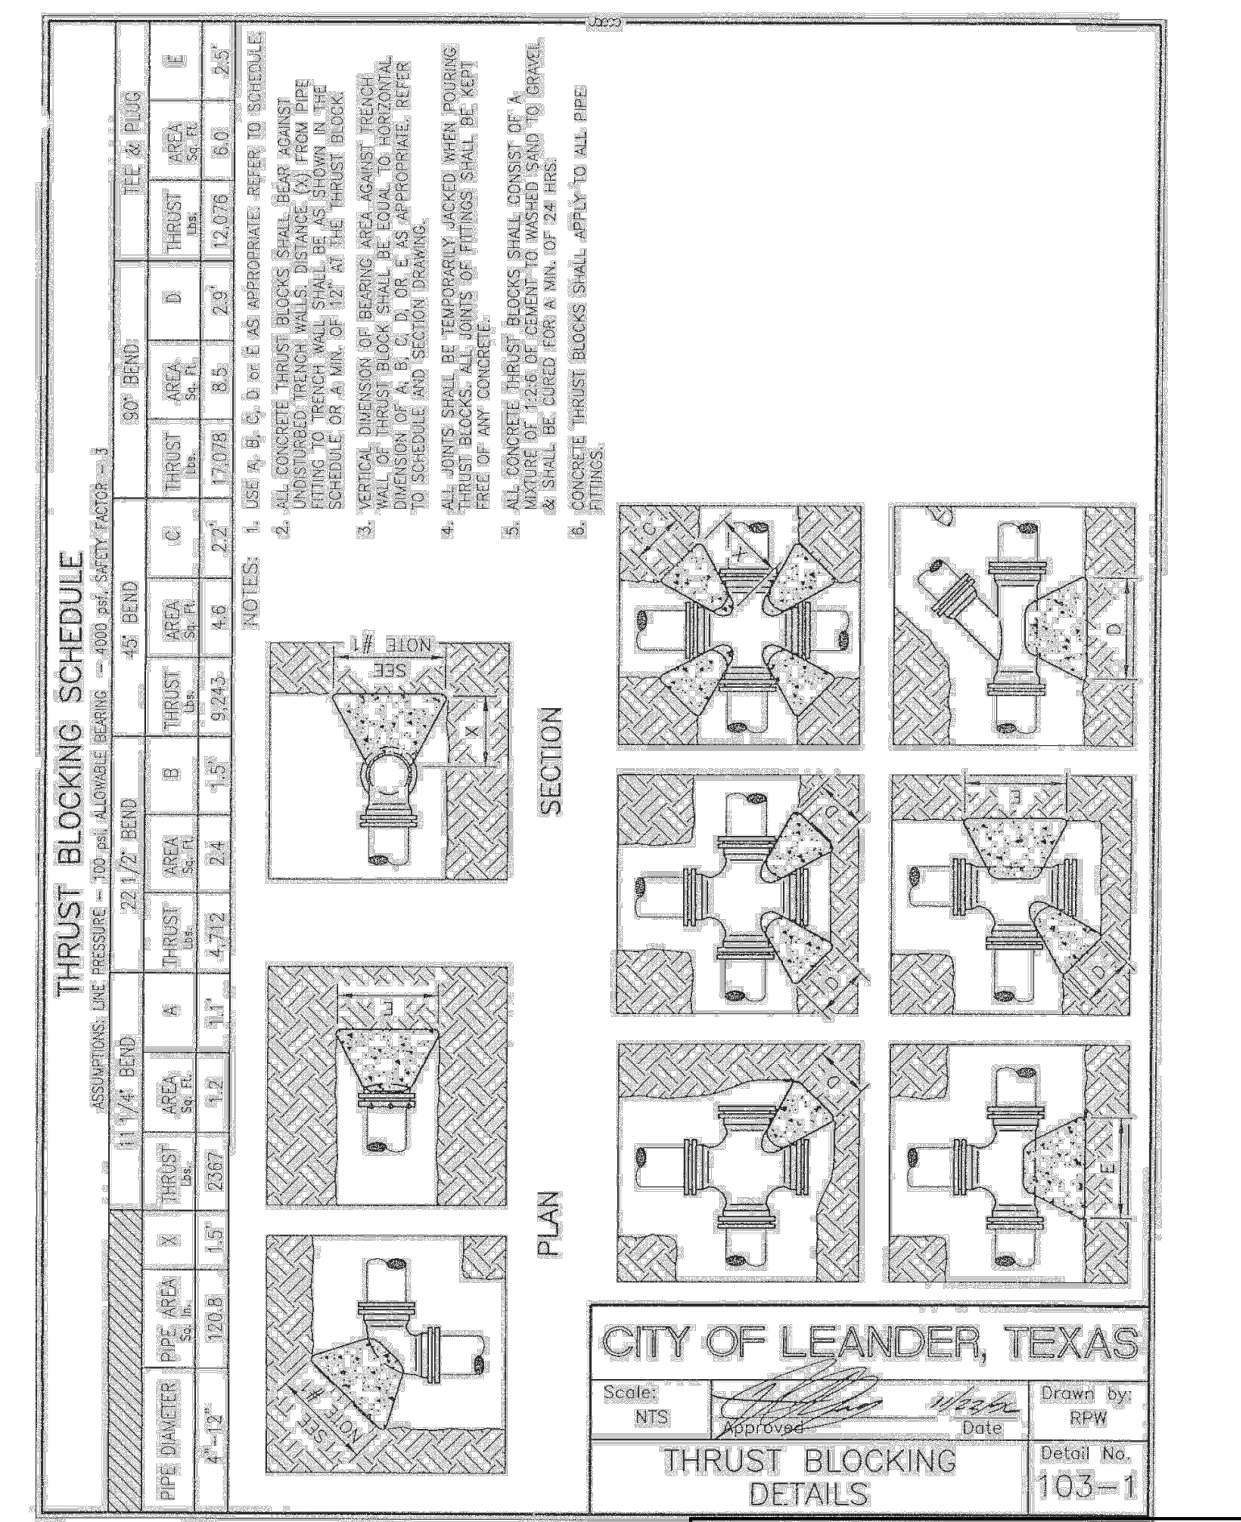 THRUST BLOCKING SCHEDULE
ASSUMPTIONS: LINE PRESSURE – 100 psi, ALLOWABLE BEARING – 4000 psf, SAFETY FACTOR – 3
11 1/4° BEND 22 1/2° BEND 45° BEND 90° BEND TEE & PLUG
PIPE DIAMETER PIPE AREA Sq. In. X THRUST Lbs. AREA Sq. Ft. A THRUST Lbs. AREA Sq. Ft. B THRUST Lbs. AREA Sq. Ft. C THRUST Lbs. AREA Sq. Ft. D THRUST Lbs. AREA Sq. Ft. E
4"–12" 120.8 1.5' 2367 1.2 1.1' 4,712 2.4 1.5' 9,243 4.6 2.2' 17,078 8.5 2.9' 12,076 6.0 2.5'
NOTES: 1. USE A, B, C, D or E AS APPROPRIATE. REFER TO SCHEDULE.
2. ALL CONCRETE THRUST BLOCKS SHALL BEAR AGAINST
UNDISTURBED TRENCH WALLS. DISTANCE (X) FROM PIPE
FITTING TO TRENCH WALL SHALL BE AS SHOWN IN THE
SCHEDULE OR A MIN. OF 12" AT THE THRUST BLOCK.
3. VERTICAL DIMENSION OF BEARING AREA AGAINST TRENCH
WALL OF THRUST BLOCK SHALL BE EQUAL TO HORIZONTAL
DIMENSION OF A, B, C, D, OR E, AS APPROPRIATE. REFER
TO SCHEDULE AND SECTION DRAWING.
4. ALL JOINTS SHALL BE TEMPORARILY JACKED WHEN POURING
THRUST BLOCKS. ALL JOINTS OF FITTINGS SHALL BE KEPT
FREE OF ANY CONCRETE.
5. ALL CONCRETE THRUST BLOCKS SHALL CONSIST OF A
MIXTURE OF 1:2:6 OF CEMENT TO WASHED SAND TO GRAVEL,
& SHALL BE CURED FOR A MIN. OF 24 HRS.
6. CONCRETE THRUST BLOCKS SHALL APPLY TO ALL PIPE
FITTINGS.
SEE
NOTE #1
E
SEE
NOTE #1
X
PLAN
SECTION
D
D
C
X
E
E
D
D
CITY OF LEANDER, TEXAS
Scale:
NTS
Approved
Date
Drawn by:
RPW
THRUST BLOCKING
DETAILS
Detail No.
103–1